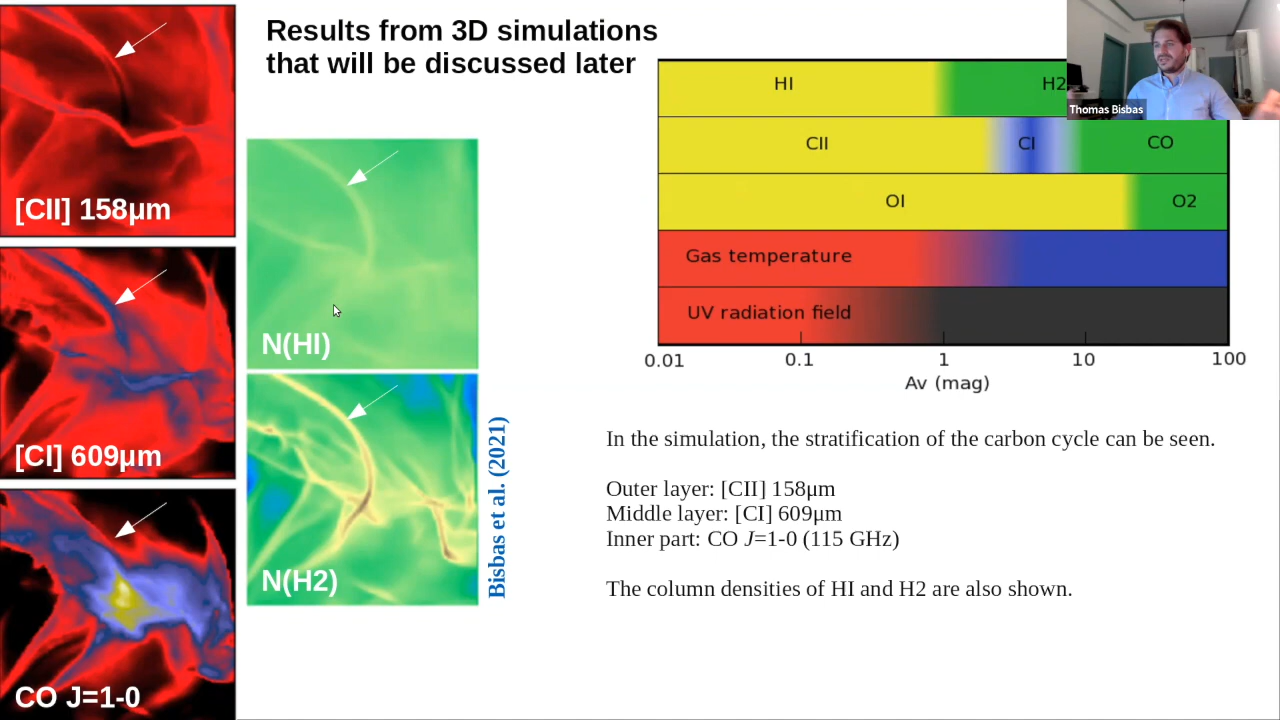 Results from 3D simulations
that will be discussed later
[CII] 158μm
[CI] 609μm
CO J=1-0
N(HI)
N(H2)
Bisbas et al. (2021)
HI
H2
Thomas Bisbas
CII
CI
CO
OI
O2
Gas temperature
UV radiation field
0.01
0.1
1
10
100
Av (mag)
In the simulation, the stratification of the carbon cycle can be seen.
Outer layer: [CII] 158μm
Middle layer: [CI] 609μm
Inner part: CO J=1-0 (115 GHz)
The column densities of HI and H2 are also shown.